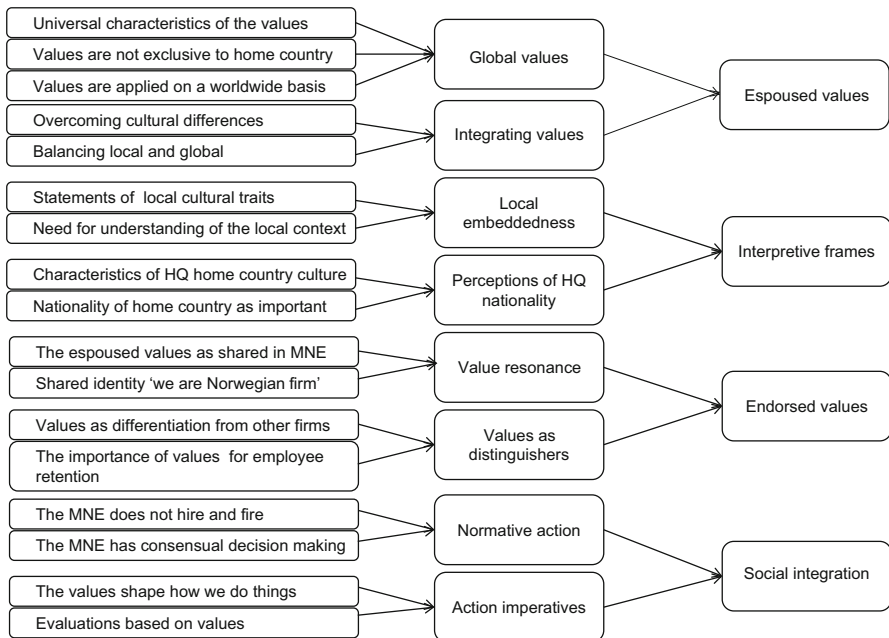 Universal characteristics of the values
Values are not exclusive to home country
Values are applied on a worldwide basis
Overcoming cultural differences
Balancing local and global
Statements of local cultural traits
Need for understanding of the local context
Characteristics of HQ home country culture
Nationality of home country as important
The espoused values as shared in MNE
Shared identity ‘we are Norwegian firm’
Values as differentiation from other firms
The importance of values for employee
retention
The MNE does not hire and fire
The MNE has consensual decision making
The values shape how we do things
Evaluations based on values
Global values
Integrating values
Local
embeddedness
Perceptions of HQ
nationality
Value resonance
Values as
distinguishers
Normative action
Action imperatives
Espoused values
Interpretive frames
Endorsed values
Social integration